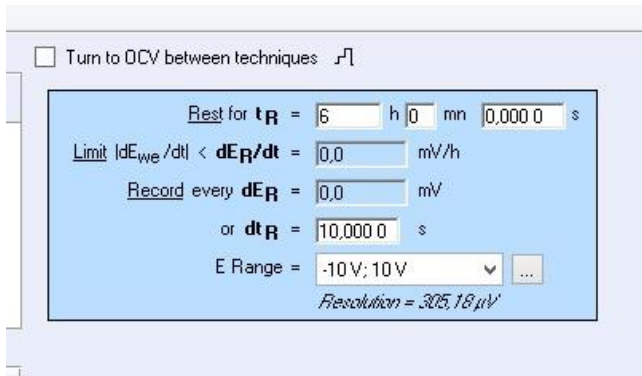 Turn to OCV between techniques
Rest for tR = 6 h 0 mn 0,000 0 s
Limit |dEwe/dt| < dER/dt = 0,0 mV/h
Record every dER = 0,0 mV
or dtR = 10,000 0 s
E Range = -10 V; 10 V ...
Resolution = 305,18 µV